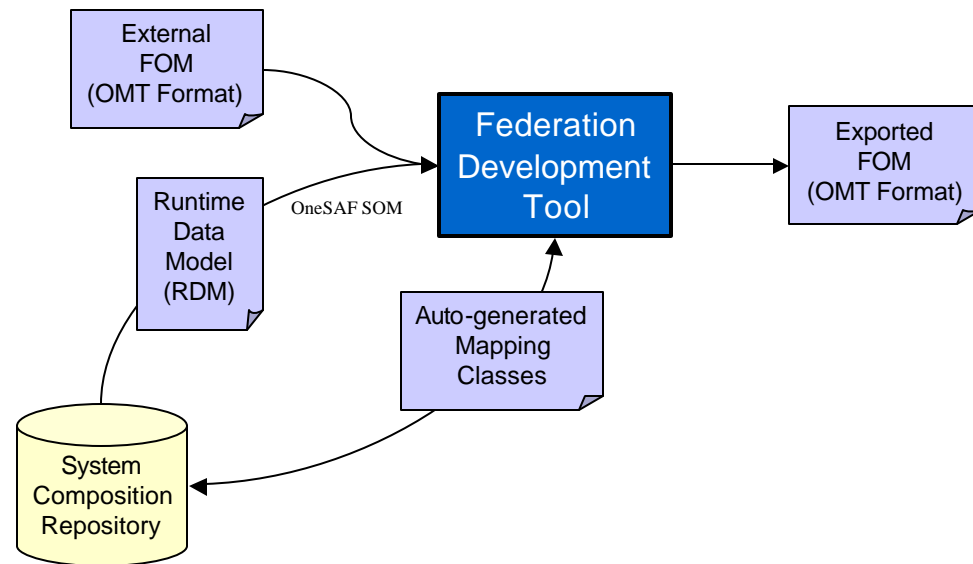 External
FOM
(OMT Format)
Federation
Development
Tool
Exported
FOM
(OMT Format)
Runtime
Data
Model
(RDM)
OneSAF SOM
Auto-generated
Mapping
Classes
System
Composition
Repository